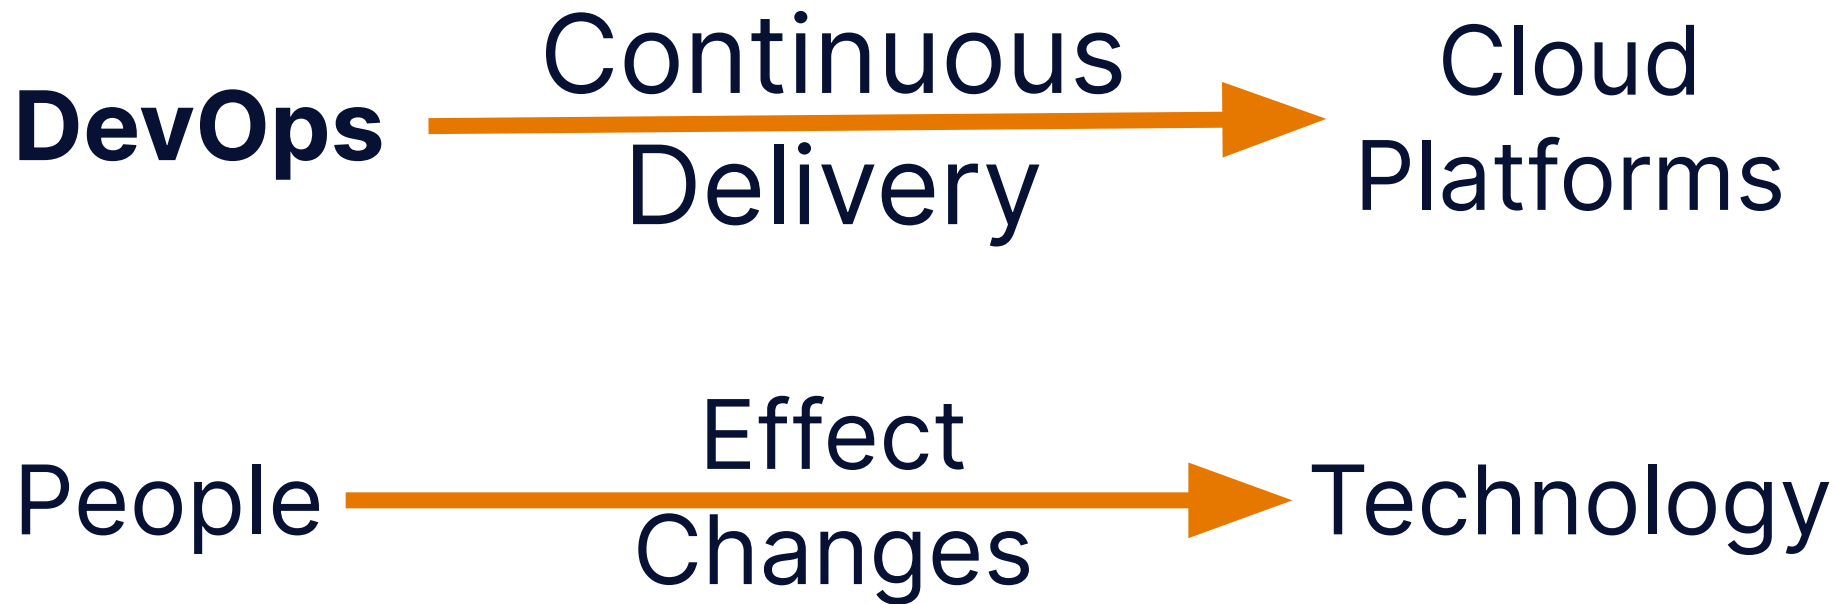 DevOps
Continuous
Delivery
Cloud
Platforms
People
Effect
Changes
Technology